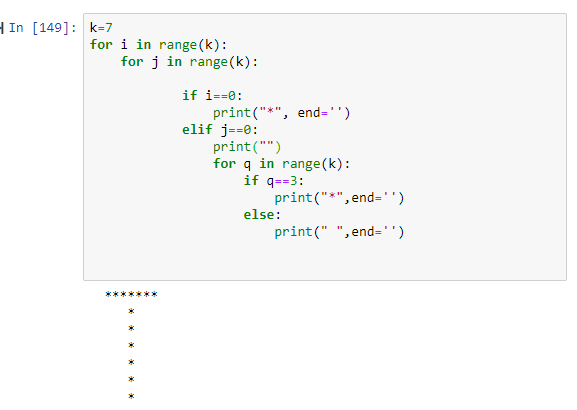 In [149]: k=7
for i in range(k):
    for j in range(k):

            if i==0:
                print("*", end='')
            elif j==0:
                print("")
                for q in range(k):
                    if q==3:
                        print("*",end='')
                    else:
                        print(" ",end='')
*******
   *
   *
   *
   *
   *
   *